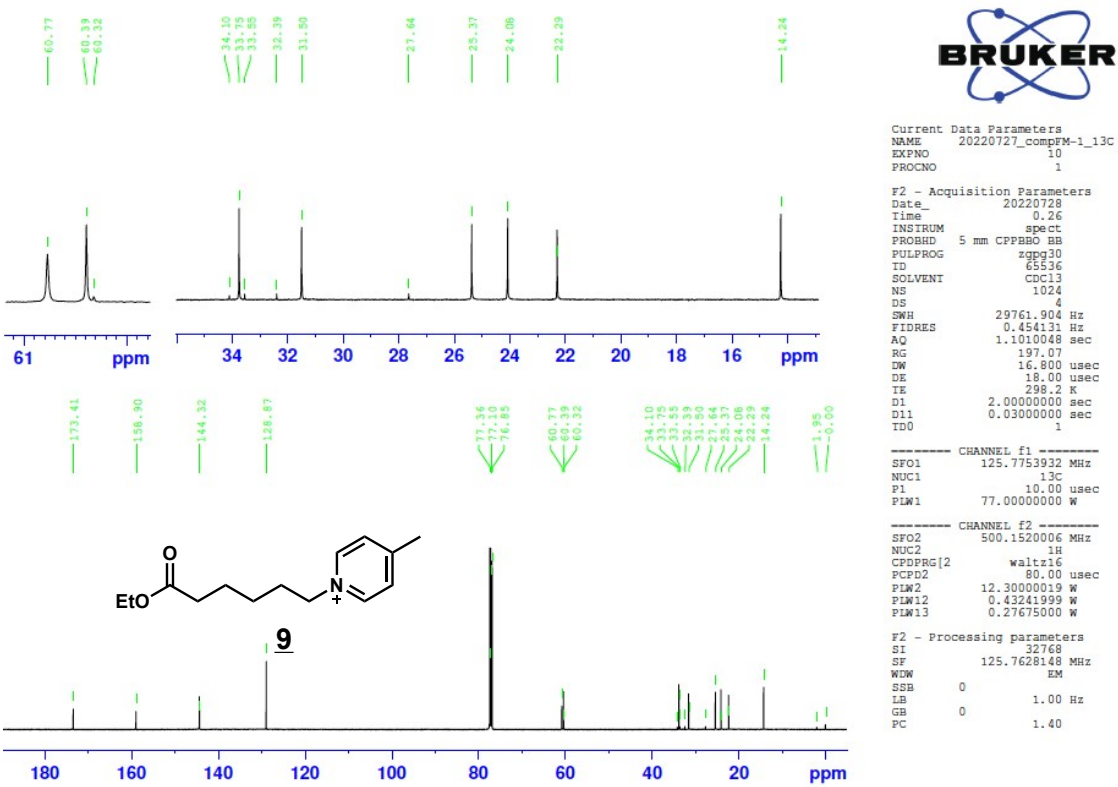 60.77
60.39
60.32
34.10
33.75
33.55
32.39
31.50
27.64
25.37
24.08
22.29
14.24
61
ppm
34 32 30 28 26 24 22 20 18 16 ppm
173.41
158.90
144.32
128.87
77.36
77.10
76.85
60.77
60.39
60.32
34.10
33.75
33.55
32.39
31.50
27.64
25.37
24.08
22.29
14.24
1.95
-0.00
O
EtO
N
+
9
180 160 140 120 100 80 60 40 20 ppm
BRUKER
Current Data Parameters
NAME 20220727_compFM-1_13C
EXPNO 10
PROCNO 1
F2 - Acquisition Parameters
Date_ 20220728
Time 0.26
INSTRUM spect
PROBHD 5 mm CPPBBO BB
PULPROG zgpg30
TD 65536
SOLVENT CDCl3
NS 1024
DS 4
SWH 29761.904 Hz
FIDRES 0.454131 Hz
AQ 1.1010048 sec
RG 197.07
DW 16.800 usec
DE 18.00 usec
TE 298.2 K
D1 2.00000000 sec
D11 0.03000000 sec
TD0 1
======== CHANNEL f1 ========
SFO1 125.7753932 MHz
NUC1 13C
P1 10.00 usec
PLW1 77.00000000 W
======== CHANNEL f2 ========
SFO2 500.1520006 MHz
NUC2 1H
CPDPRG[2 waltz16
PCPD2 80.00 usec
PLW2 12.30000019 W
PLW12 0.43241999 W
PLW13 0.27675000 W
F2 - Processing parameters
SI 32768
SF 125.7628148 MHz
WDW EM
SSB 0
LB 1.00 Hz
GB 0
PC 1.40